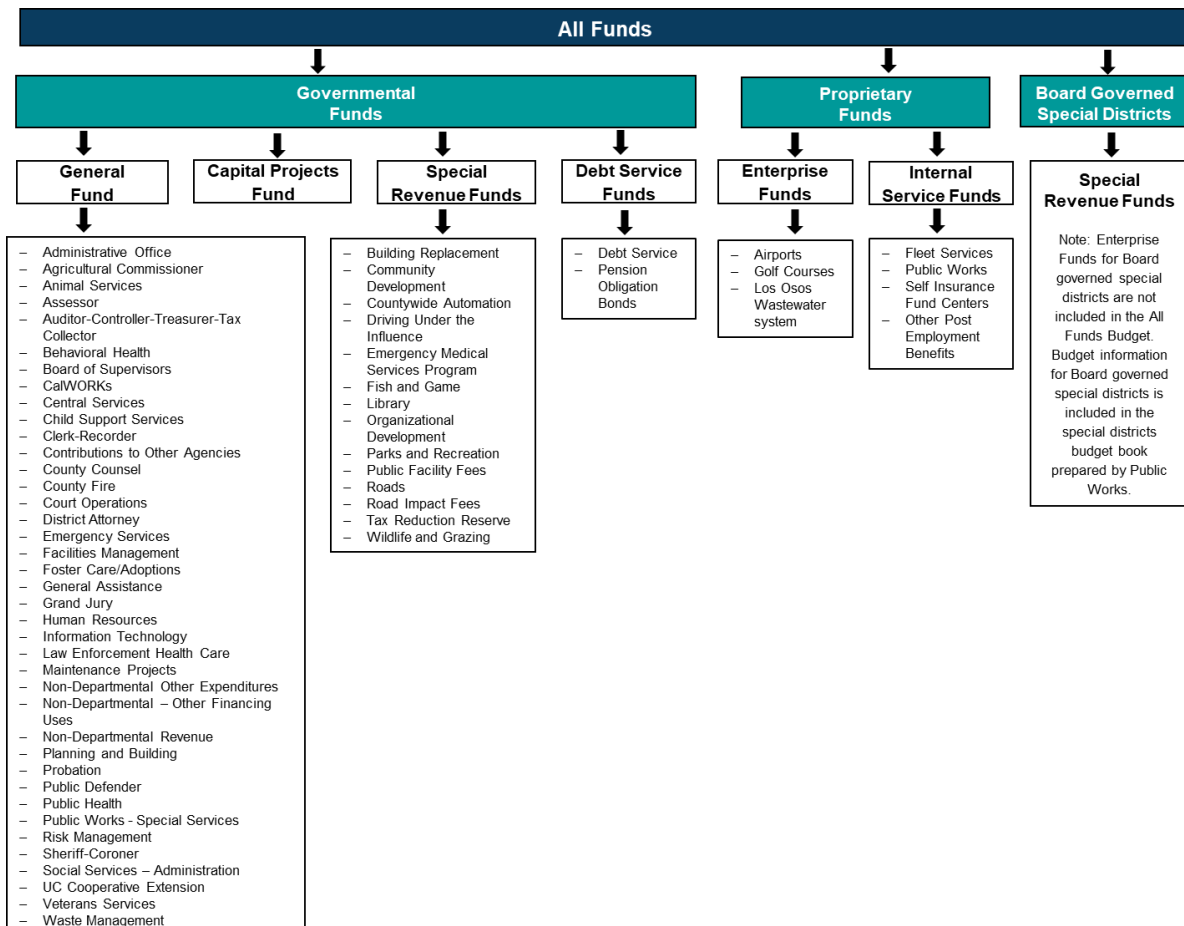 All Funds
Governmental
Funds
Proprietary
Funds
Board Governed
Special Districts
General
Fund
Capital Projects
Fund
Special
Revenue Funds
Debt Service
Funds
Enterprise
Funds
Internal
Service Funds
– Administrative Office
– Agricultural Commissioner
– Animal Services
– Assessor
– Auditor-Controller-Treasurer-Tax
Collector
– Behavioral Health
– Board of Supervisors
– CalWORKs
– Central Services
– Child Support Services
– Clerk-Recorder
– Contributions to Other Agencies
– County Counsel
– County Fire
– Court Operations
– District Attorney
– Emergency Services
– Facilities Management
– Foster Care/Adoptions
– General Assistance
– Grand Jury
– Human Resources
– Information Technology
– Law Enforcement Health Care
– Maintenance Projects
– Non-Departmental Other Expenditures
– Non-Departmental – Other Financing
Uses
– Non-Departmental Revenue
– Planning and Building
– Probation
– Public Defender
– Public Health
– Public Works - Special Services
– Risk Management
– Sheriff-Coroner
– Social Services – Administration
– UC Cooperative Extension
– Veterans Services
– Waste Management
– Building Replacement
– Community
Development
– Countywide Automation
– Driving Under the
Influence
– Emergency Medical
Services Program
– Fish and Game
– Library
– Organizational
Development
– Parks and Recreation
– Public Facility Fees
– Roads
– Road Impact Fees
– Tax Reduction Reserve
– Wildlife and Grazing
– Debt Service
– Pension
Obligation
Bonds
– Airports
– Golf Courses
– Los Osos
Wastewater
system
– Fleet Services
– Public Works
– Self Insurance
Fund Centers
– Other Post
Employment
Benefits
Special
Revenue Funds
Note: Enterprise
Funds for Board
governed special
districts are not
included in the All
Funds Budget.
Budget information
for Board governed
special districts is
included in the
special districts
budget book
prepared by Public
Works.